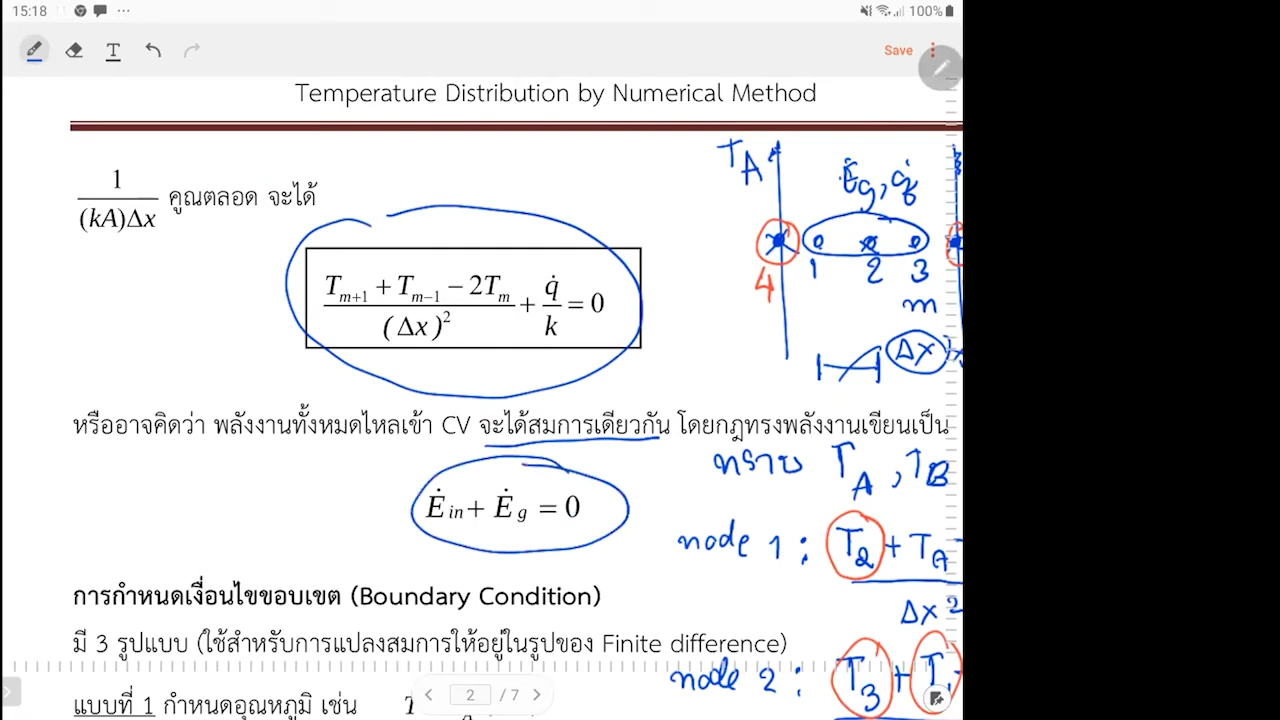 15:18
100%
T
Save
Temperature Distribution by Numerical Method
1 / (kA)Δx คูณตลอด จะได้
(T_{m+1} + T_{m-1} − 2T_m) / (Δx)² + q̇ / k = 0
T_A
Ė_g, q̇
4 1 2 3
m
Δx
หรืออาจคิดว่า พลังงานทั้งหมดไหลเข้า CV จะได้สมการเดียวกัน โดยกฎทรงพลังงานเขียนเป็น
ทราบ T_A, T_B
Ė_in + Ė_g = 0
node 1 : T_2 + T_A -
Δx²
การกำหนดเงื่อนไขขอบเขต (Boundary Condition)
มี 3 รูปแบบ (ใช้สำหรับการแปลงสมการให้อยู่ในรูปของ Finite difference)
node 2 : T_3 + T_1 -
แบบที่ 1 กำหนดอุณหภูมิ เช่น
2 / 7